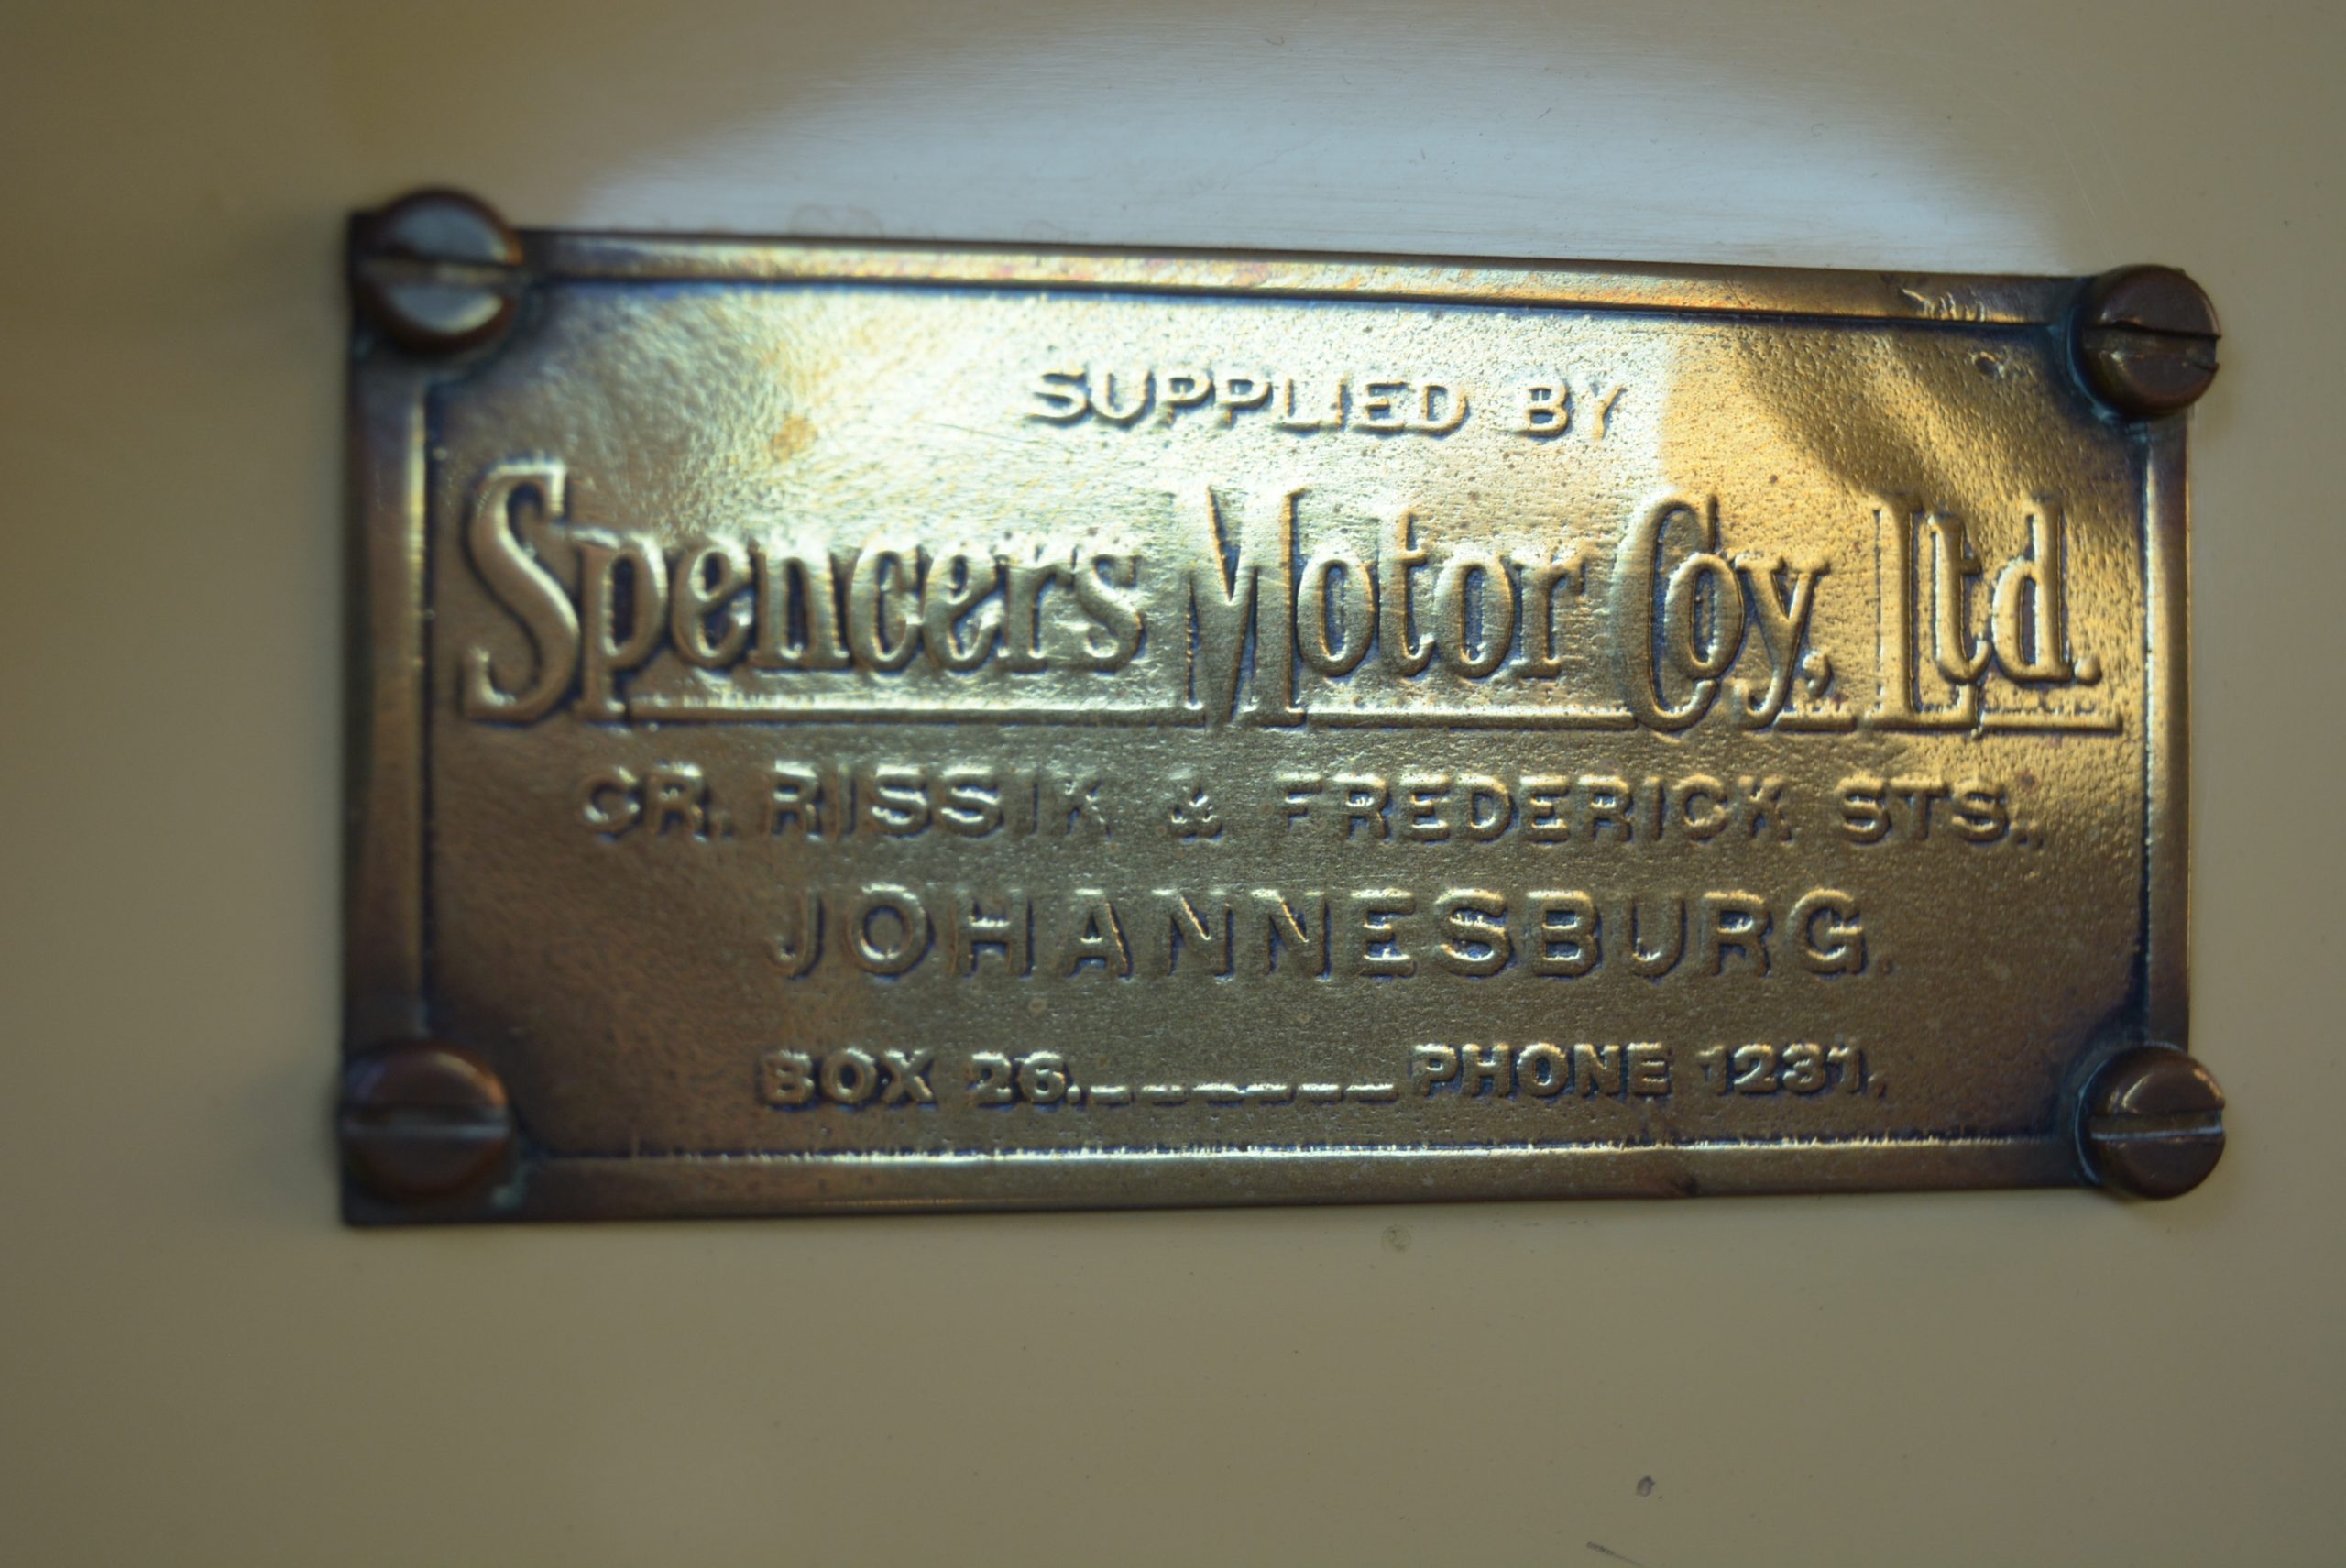 SUPPLIED BY
Spencers Motor Coy, Ltd.
CR. RISSIK & FREDERICK STS.,
JOHANNESBURG.
BOX 26._______PHONE 1231.